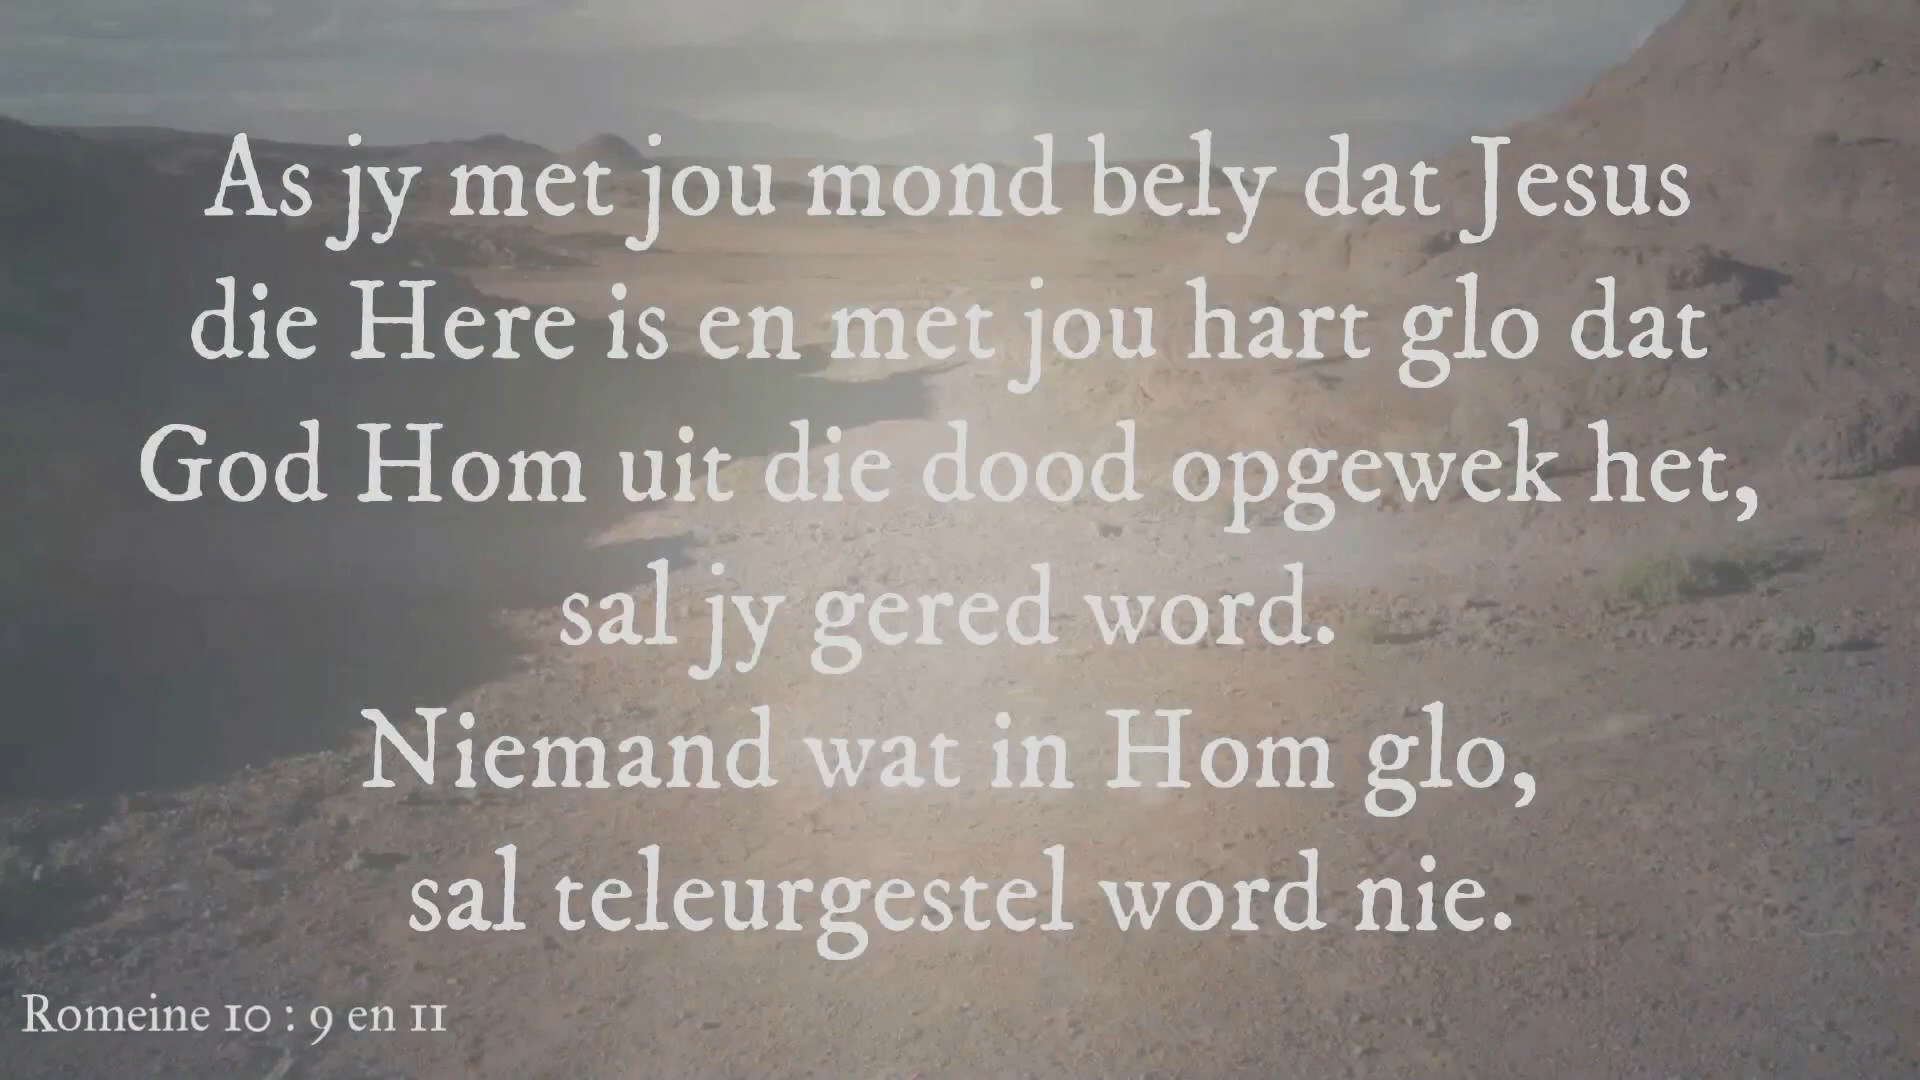 As jy met jou mond bely dat Jesus
die Here is en met jou hart glo dat
God Hom uit die dood opgewek het,
sal jy gered word.
Niemand wat in Hom glo,
sal teleurgestel word nie.
Romeine 10 : 9 en 11